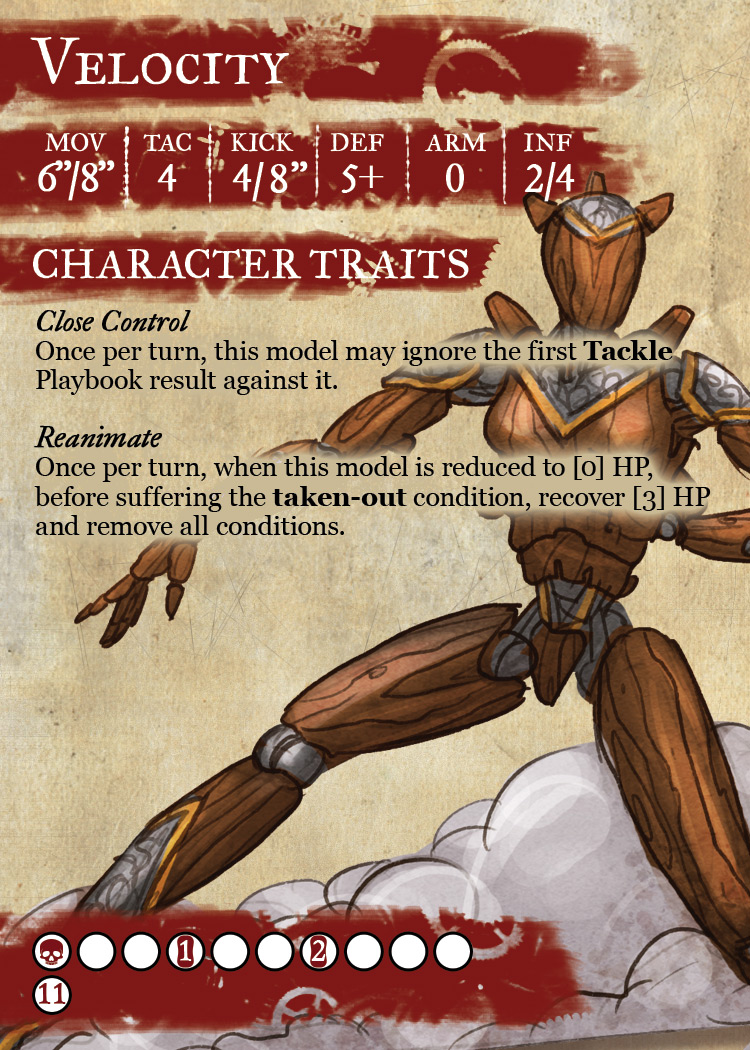 Velocity
MOV TAC KICK DEF ARM INF
6”/8” 4 4/8” 5+ 0 2/4
CHARACTER TRAITS
Close Control
Once per turn, this model may ignore the first Tackle
Playbook result against it.
Reanimate
Once per turn, when this model is reduced to [0] HP,
before suffering the taken-out condition, recover [3] HP
and remove all conditions.
1 2
11